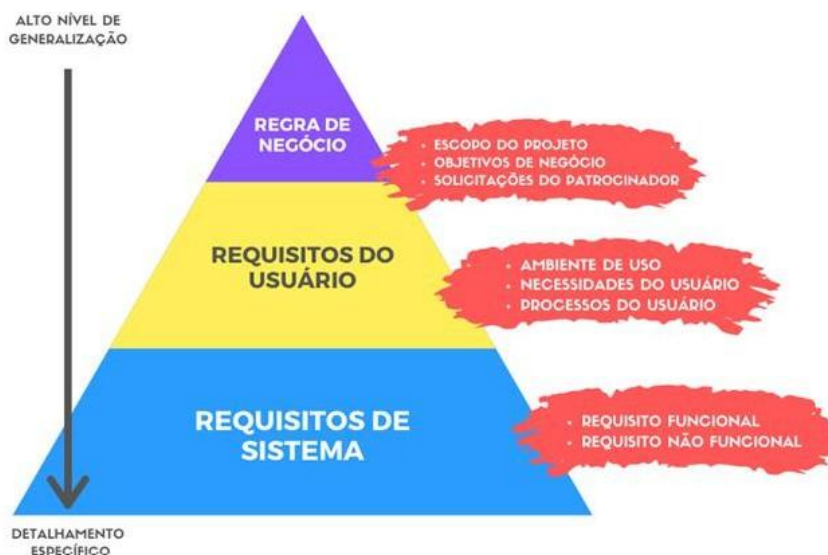 ALTO NÍVEL DE
GENERALIZAÇÃO
REGRA DE
NEGÓCIO
• ESCOPO DO PROJETO
• OBJETIVOS DE NEGÓCIO
• SOLICITAÇÕES DO PATROCINADOR
REQUISITOS DO
USUÁRIO
• AMBIENTE DE USO
• NECESSIDADES DO USUÁRIO
• PROCESSOS DO USUÁRIO
REQUISITOS DE
SISTEMA
• REQUISITO FUNCIONAL
• REQUISITO NÃO FUNCIONAL
DETALHAMENTO
ESPECÍFICO